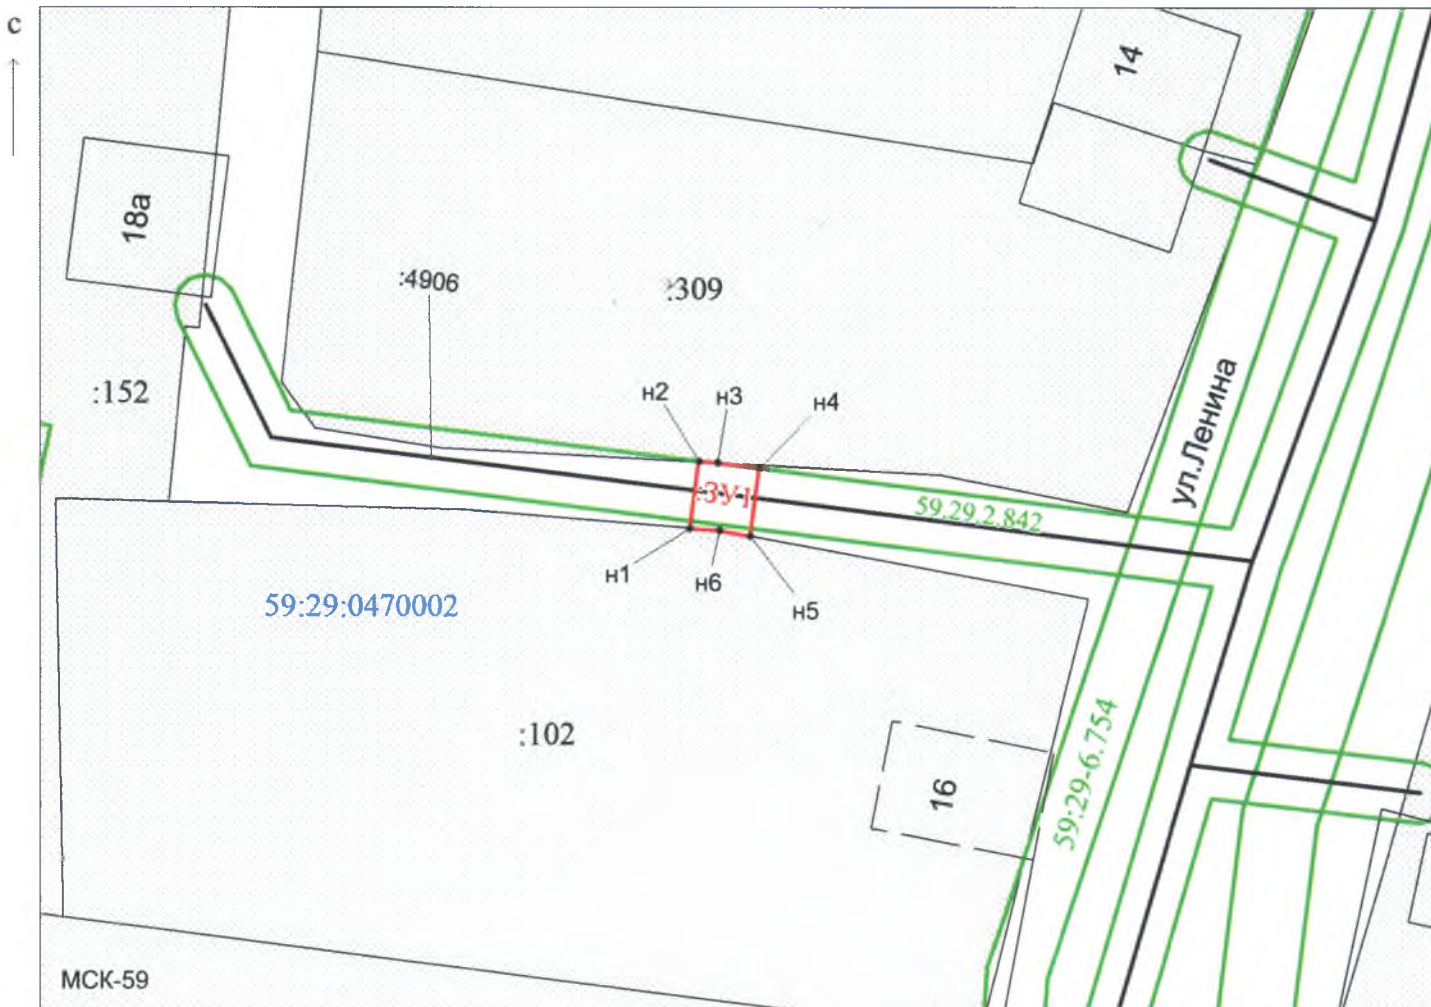 с
14
18а
:4906
:309
:152
н2
н3
н4
ул.Ленина
:ЗУ1
59.29.2.842
н1
н6
н5
59:29:0470002
:102
16
59:29-6.754
МСК-59